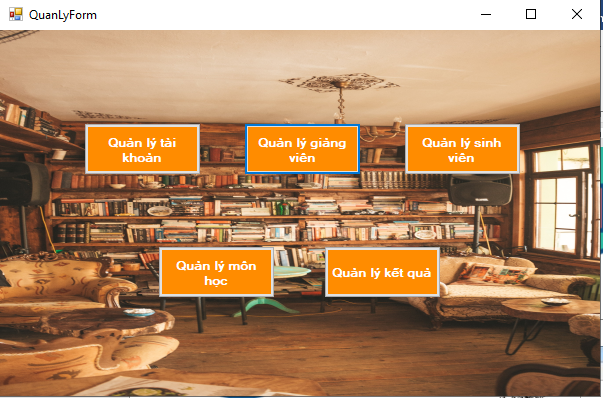 QuanLyForm
Quản lý tài
khoản
Quản lý giảng
viên
Quản lý sinh
viên
Quản lý môn
học
Quản lý kết quả